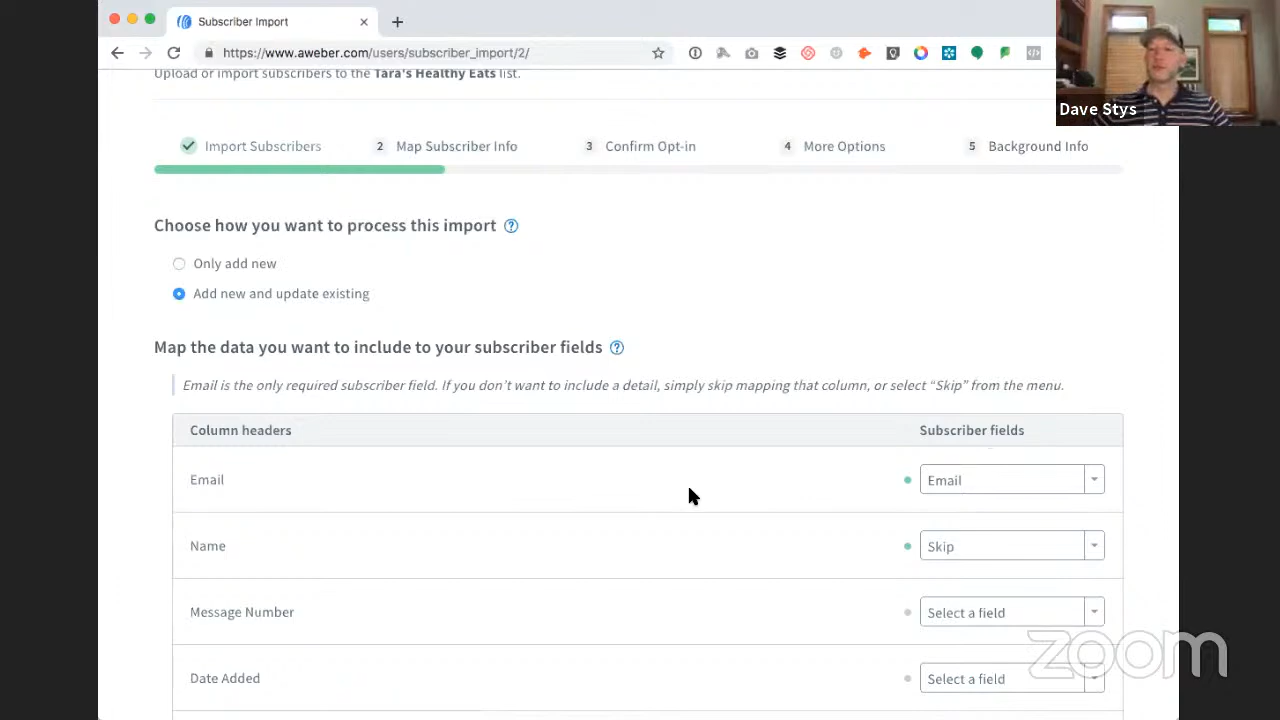 Subscriber Import
https://www.aweber.com/users/subscriber_import/2/
Dave Stys
Upload or import subscribers to the Tara's Healthy Eats list.
Import Subscribers 2 Map Subscriber Info 3 Confirm Opt-in 4 More Options 5 Background Info
Choose how you want to process this import ?
Only add new
Add new and update existing
Map the data you want to include to your subscriber fields ?
Email is the only required subscriber field. If you don't want to include a detail, simply skip mapping that column, or select “Skip” from the menu.
Column headers Subscriber fields
Email Email
Name Skip
Message Number Select a field
Date Added Select a field
zoom